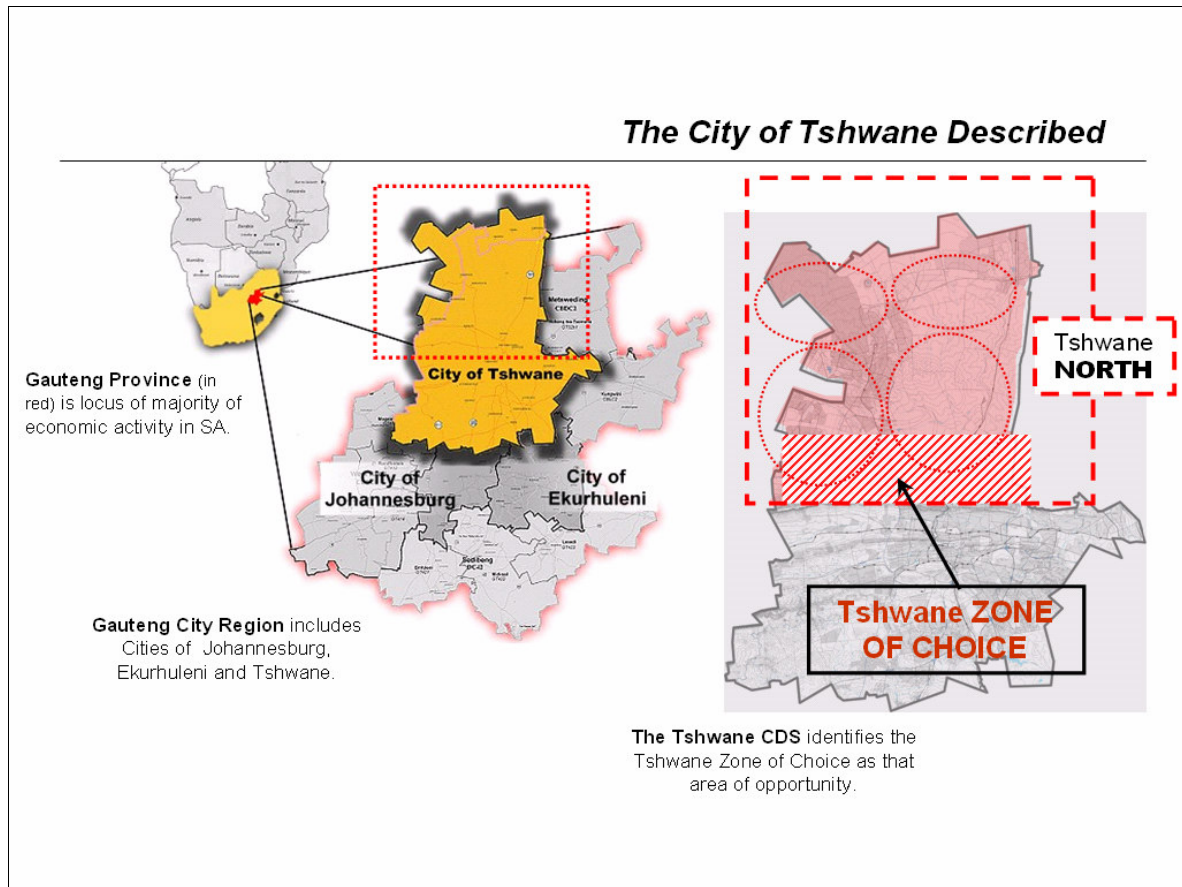 The City of Tshwane Described
Gauteng Province (in
red) is locus of majority of
economic activity in SA.
Metsweding
CBDC2
City of Tshwane
City of
Johannesburg
City of
Ekurhuleni
Sedibeng
Gauteng City Region includes
Cities of Johannesburg,
Ekurhuleni and Tshwane.
Tshwane
NORTH
Tshwane ZONE
OF CHOICE
The Tshwane CDS identifies the
Tshwane Zone of Choice as that
area of opportunity.